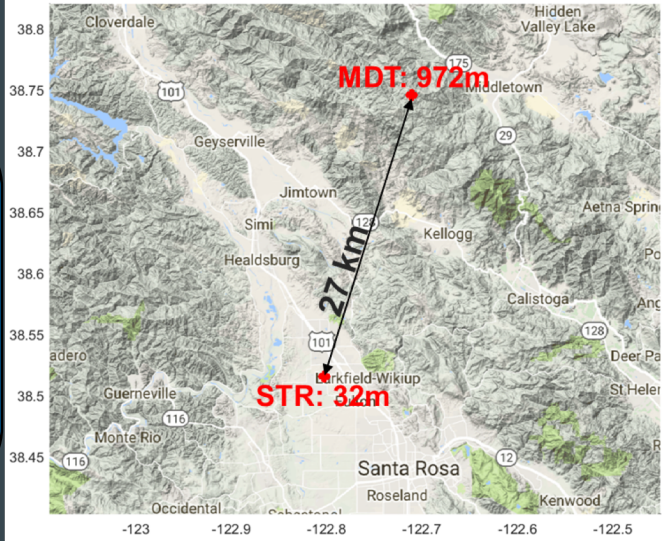 38.8
38.75
38.7
38.65
38.6
38.55
38.5
38.45
Cloverdale
Hidden
Valley Lake
175
MDT: 972m
Middletown
101
Geyserville
29
Jimtown
128
Aetna Sprin
Simi
Kellogg
Healdsburg
27 km
Calistoga
128
101
adero
Deer Pa
Larkfield-Wikiup
STR: 32m
Guerneville
St Heler
116
Monte Rio
116
Santa Rosa
12
Roseland
Kenwood
Occidental
-123
-122.9
-122.8
-122.7
-122.6
-122.5